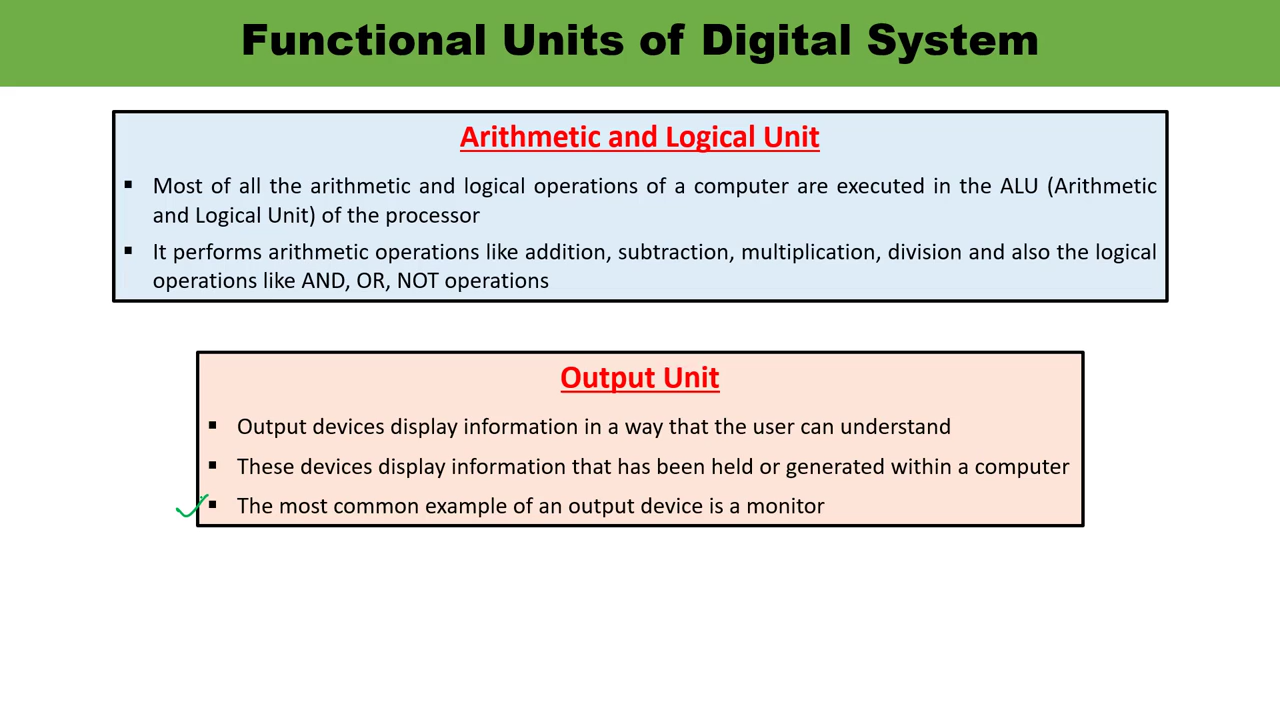 Functional Units of Digital System
Arithmetic and Logical Unit
▪ Most of all the arithmetic and logical operations of a computer are executed in the ALU (Arithmetic
and Logical Unit) of the processor
▪ It performs arithmetic operations like addition, subtraction, multiplication, division and also the logical
operations like AND, OR, NOT operations
Output Unit
▪ Output devices display information in a way that the user can understand
▪ These devices display information that has been held or generated within a computer
▪ The most common example of an output device is a monitor